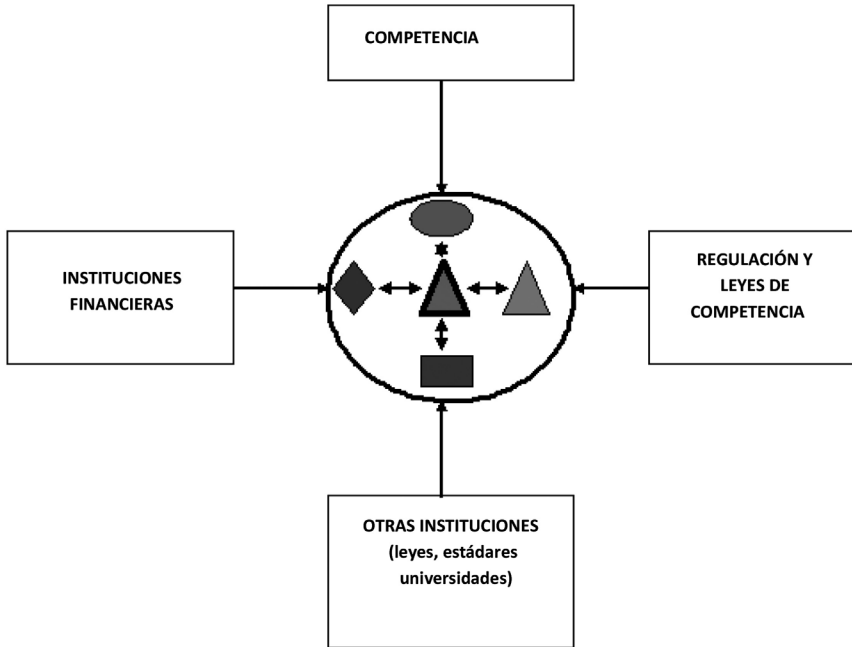 COMPETENCIA
INSTITUCIONES
FINANCIERAS
REGULACIÓN Y
LEYES DE
COMPETENCIA
OTRAS INSTITUCIONES
(leyes, estádares
universidades)